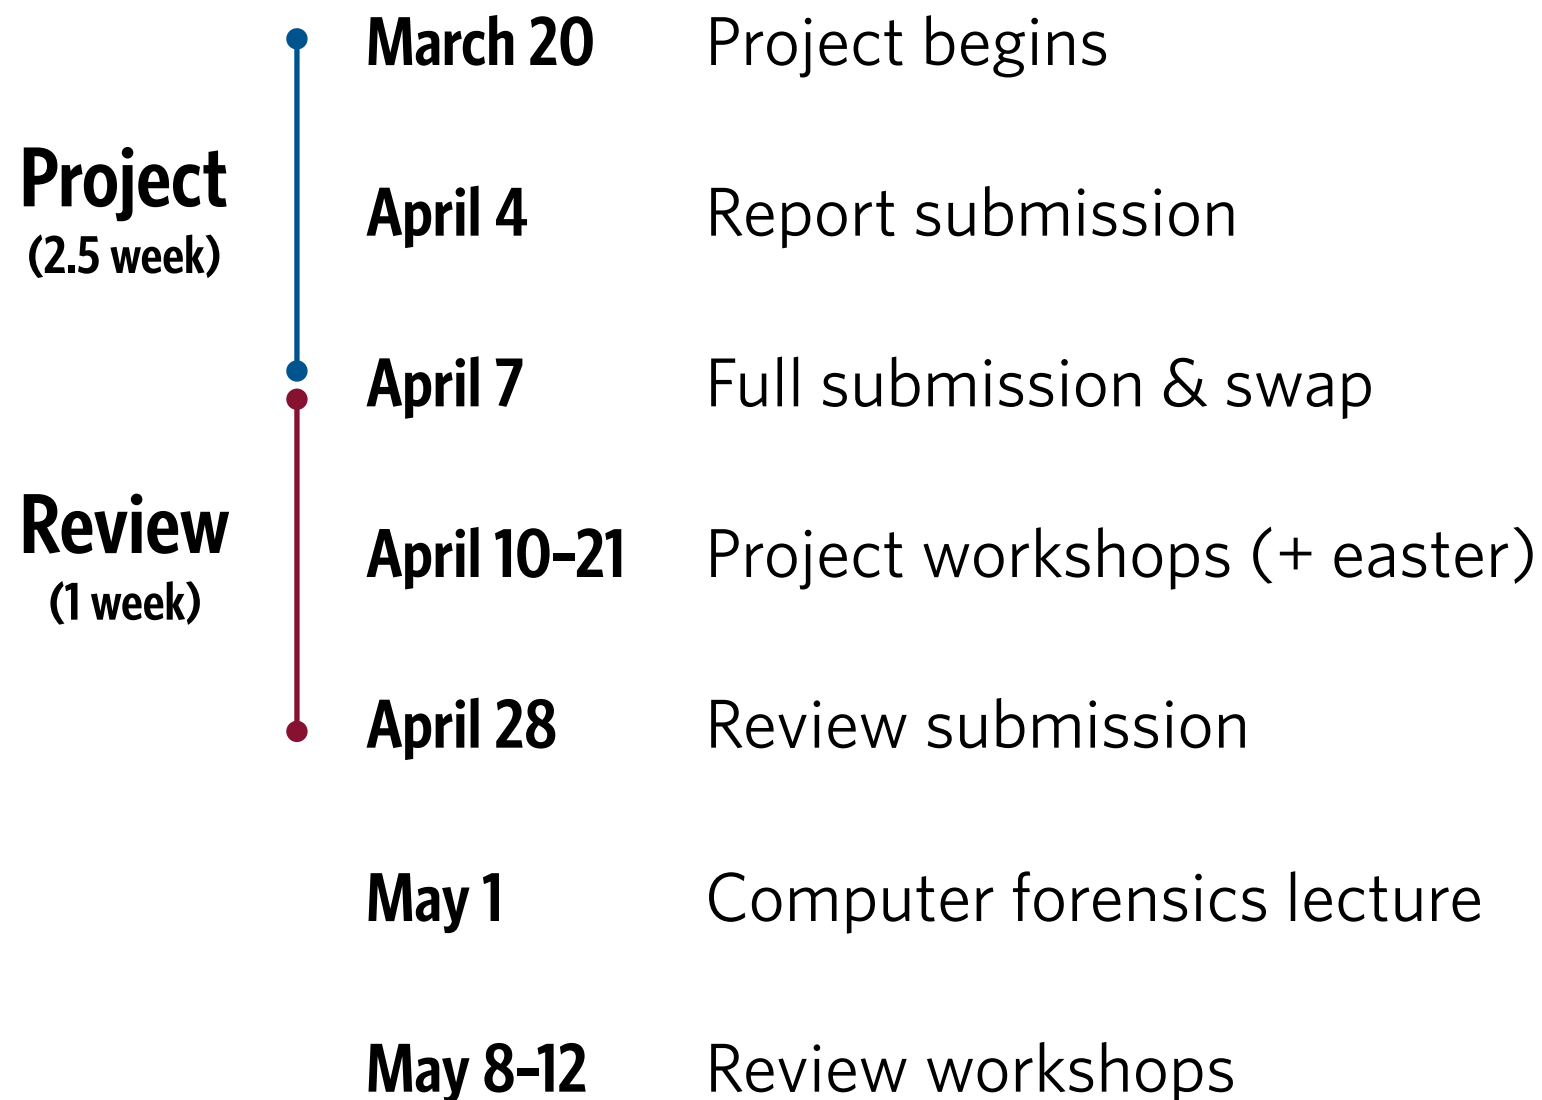 March 20 Project begins
Project
(2.5 week)
April 4 Report submission
April 7 Full submission & swap
Review
(1 week)
April 10–21 Project workshops (+ easter)
April 28 Review submission
May 1 Computer forensics lecture
May 8–12 Review workshops